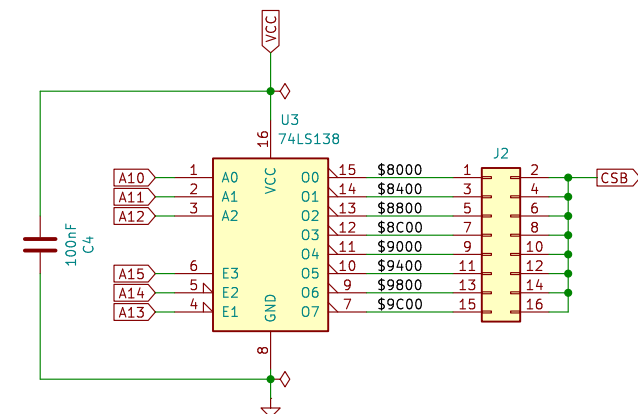 VCC
U3
74LS138
16
VCC
J2
A10 1 A0 O0 15 $8000 1 2 CSB
A11 2 A1 O1 14 $8400 3 4
A12 3 A2 O2 13 $8800 5 6
O3 12 $8C00 7 8
O4 11 $9000 9 10
A15 6 E3 O5 10 $9400 11 12
A14 5 E2 O6 9 $9800 13 14
A13 4 E1 O7 7 $9C00 15 16
GND
8
100nF
C4